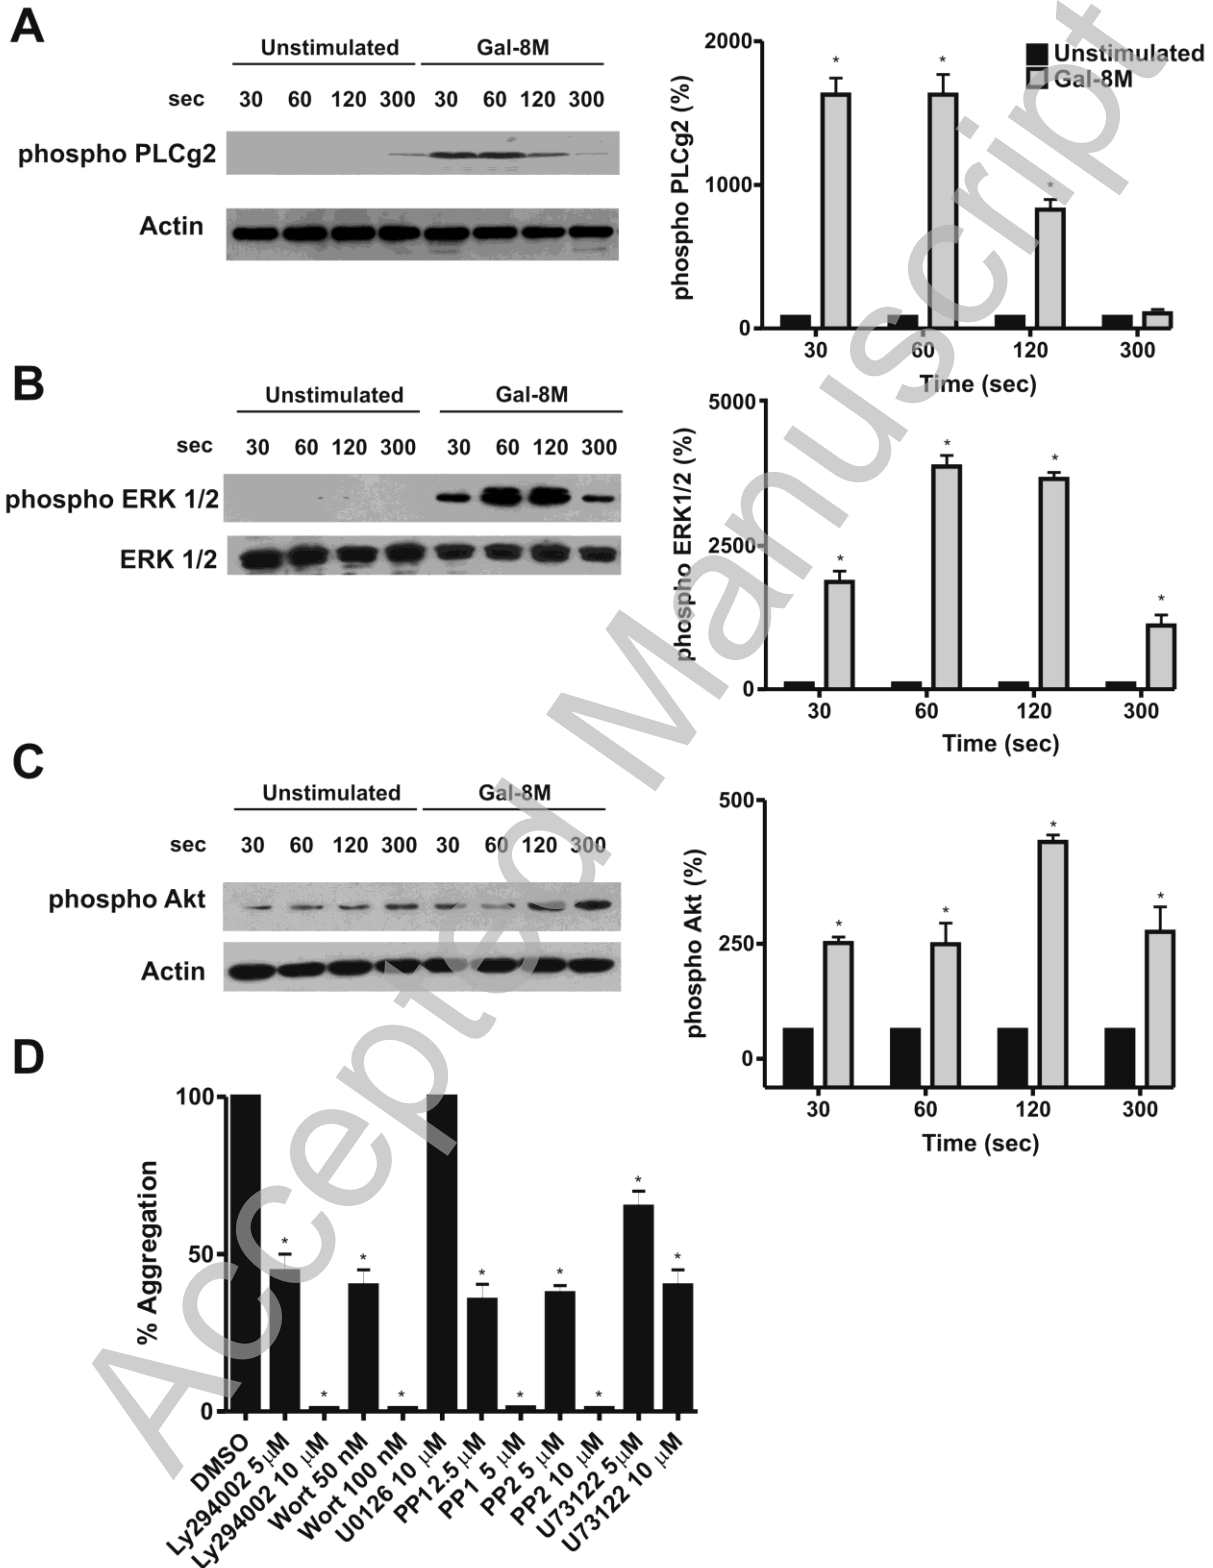 A
Unstimulated Gal-8M
sec 30 60 120 300 30 60 120 300
phospho PLCg2
Actin
phospho PLCg2 (%)
2000
1000
0
* * *
Unstimulated
Gal-8M
30 60 120 300
Time (sec)
B
Unstimulated Gal-8M
sec 30 60 120 300 30 60 120 300
phospho ERK 1/2
ERK 1/2
phospho ERK1/2 (%)
5000
2500
0
* * * *
30 60 120 300
Time (sec)
C
Unstimulated Gal-8M
sec 30 60 120 300 30 60 120 300
phospho Akt
Actin
phospho Akt (%)
500
250
0
* * * *
30 60 120 300
Time (sec)
D
% Aggregation
100
50
0
* * * * * * * * * *
DMSO
Ly294002 5μM
Ly294002 10 μM
Wort 50 nM
Wort 100 nM
U0126 10 μM
PP1 2.5 μM
PP1 5 μM
PP2 5 μM
PP2 10 μM
U73122 5μM
U73122 10 μM
Accepted Manuscript